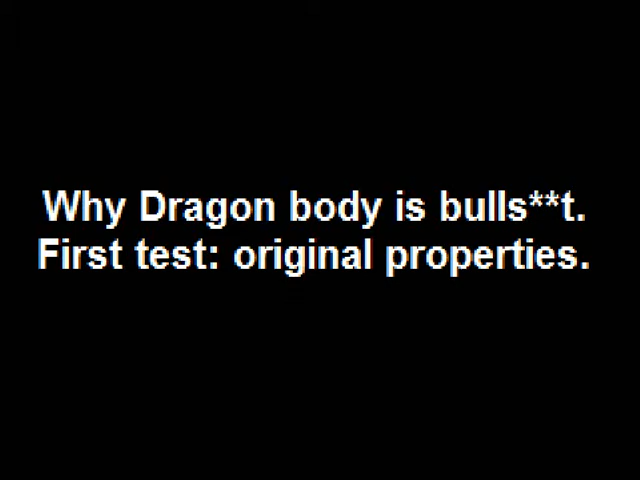 Why Dragon body is bulls**t.
First test: original properties.